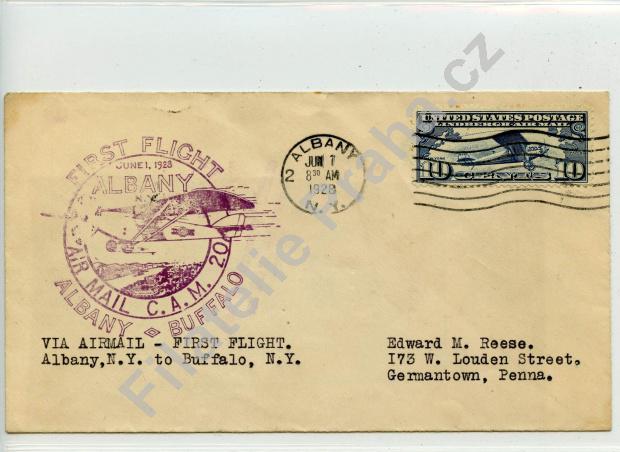 FIRST FLIGHT
JUNE 1, 1928
ALBANY
N.Y.
AIR MAIL C.A.M. 20
ALBANY BUFFALO
ALBANY
2
JUN 1
8 30 AM
1928
N.Y.
UNITED STATES POSTAGE
LINDBERGH AIR MAIL
10 CENTS 10
VIA AIRMAIL - FIRST FLIGHT.
Albany,N.Y. to Buffalo, N.Y.
Edward M. Reese.
173 W. Louden Street,
Germantown, Penna.
Filatelie Praha.cz